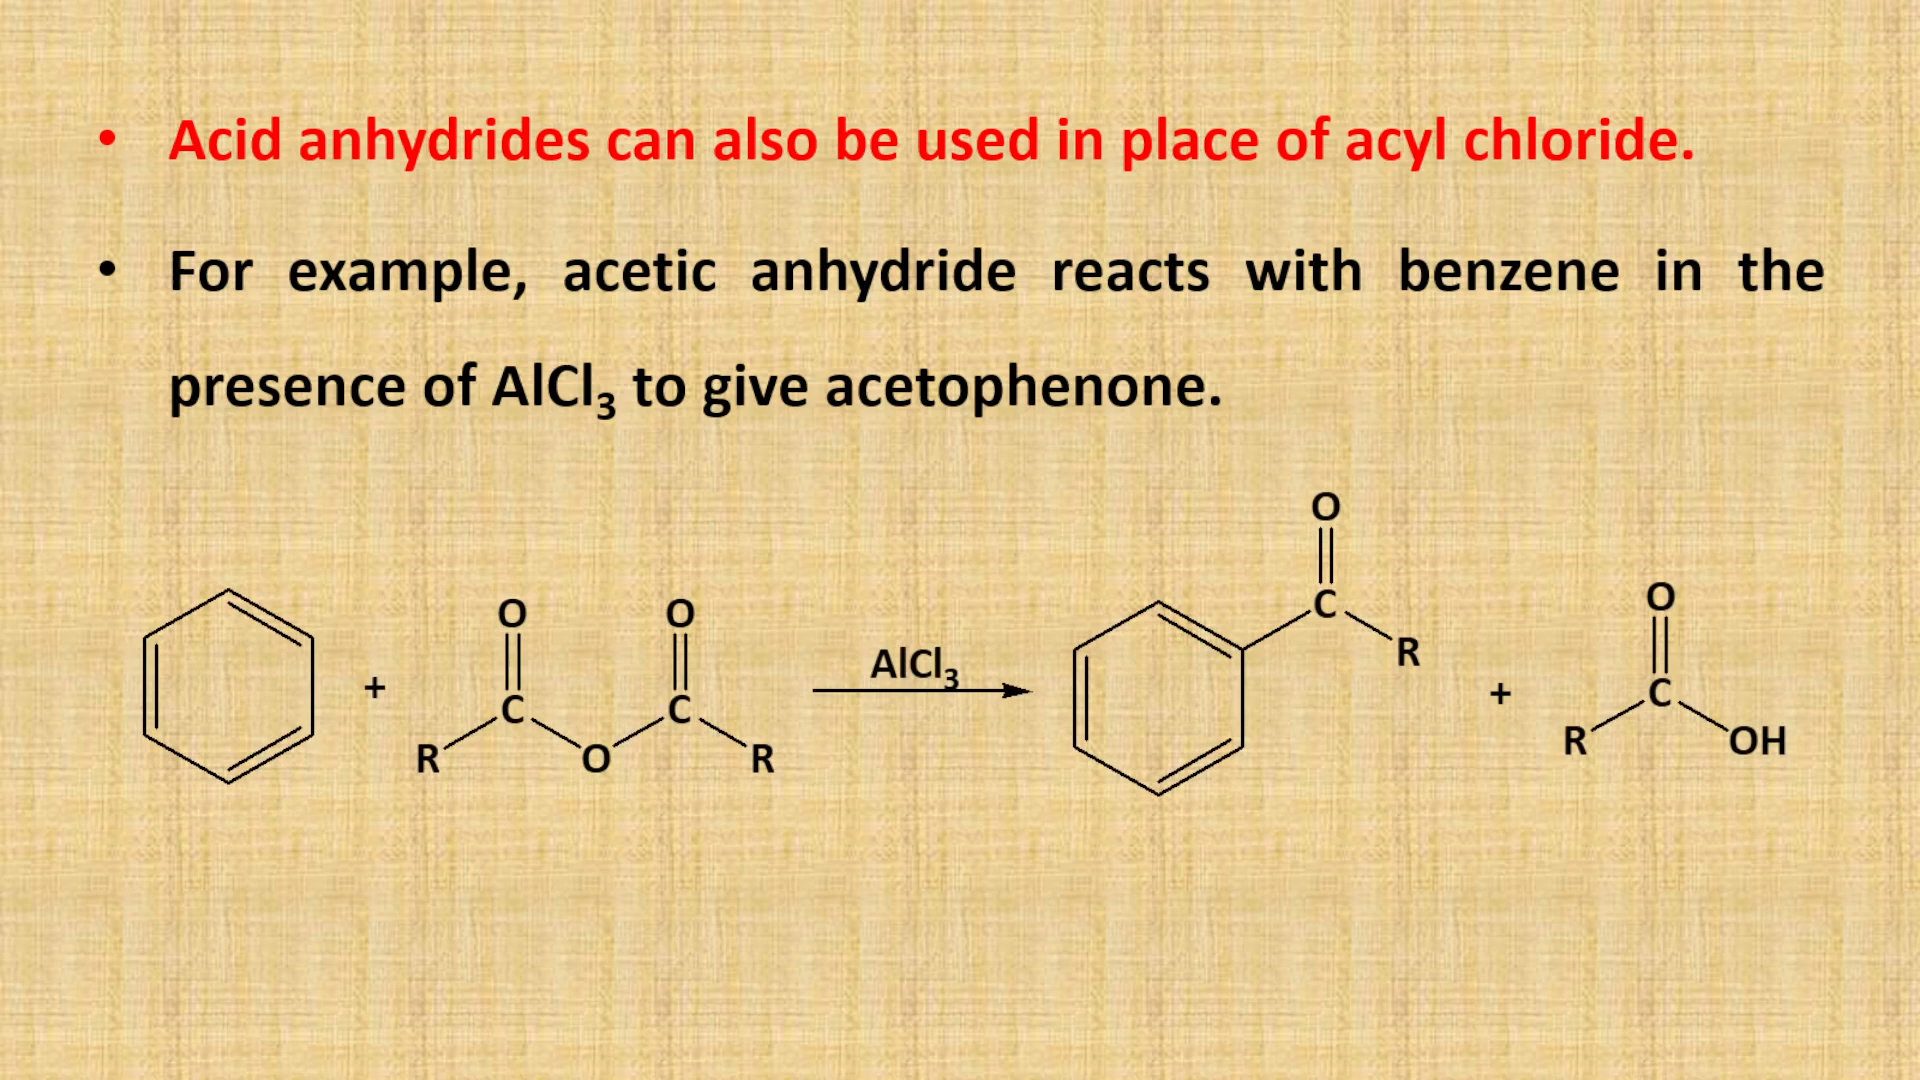 • Acid anhydrides can also be used in place of acyl chloride.
• For example, acetic anhydride reacts with benzene in the
presence of AlCl₃ to give acetophenone.
O
O O O
AlCl₃ C R
+ C C + C
R O R R OH